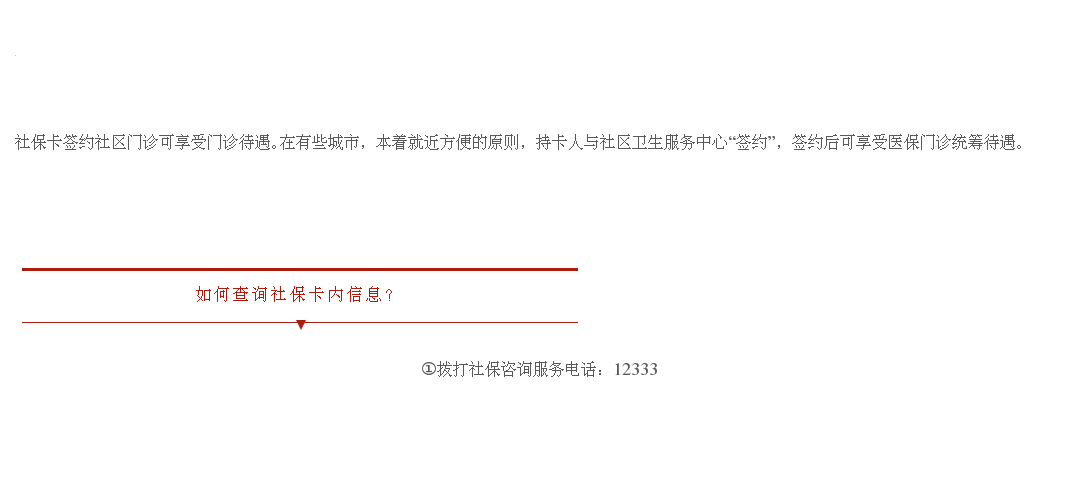 社保卡签约社区门诊可享受门诊待遇。在有些城市，本着就近方便的原则，持卡人与社区卫生服务中心“签约”，签约后可享受医保门诊统筹待遇。
如何查询社保卡内信息？
①拨打社保咨询服务电话：12333